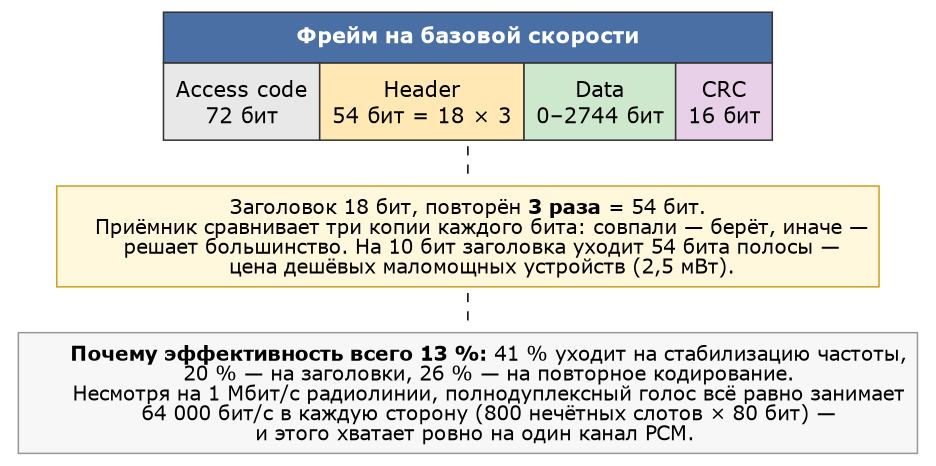 Фрейм на базовой скорости
Access code
72 бит
Header
54 бит = 18 × 3
Data
0–2744 бит
CRC
16 бит
Заголовок 18 бит, повторён 3 раза = 54 бит.
Приёмник сравнивает три копии каждого бита: совпали — берёт, иначе —
решает большинство. На 10 бит заголовка уходит 54 бита полосы —
цена дешёвых маломощных устройств (2,5 мВт).
Почему эффективность всего 13 %: 41 % уходит на стабилизацию частоты,
20 % — на заголовки, 26 % — на повторное кодирование.
Несмотря на 1 Мбит/с радиолинии, полнодуплексный голос всё равно занимает
64 000 бит/с в каждую сторону (800 нечётных слотов × 80 бит) —
и этого хватает ровно на один канал PCM.